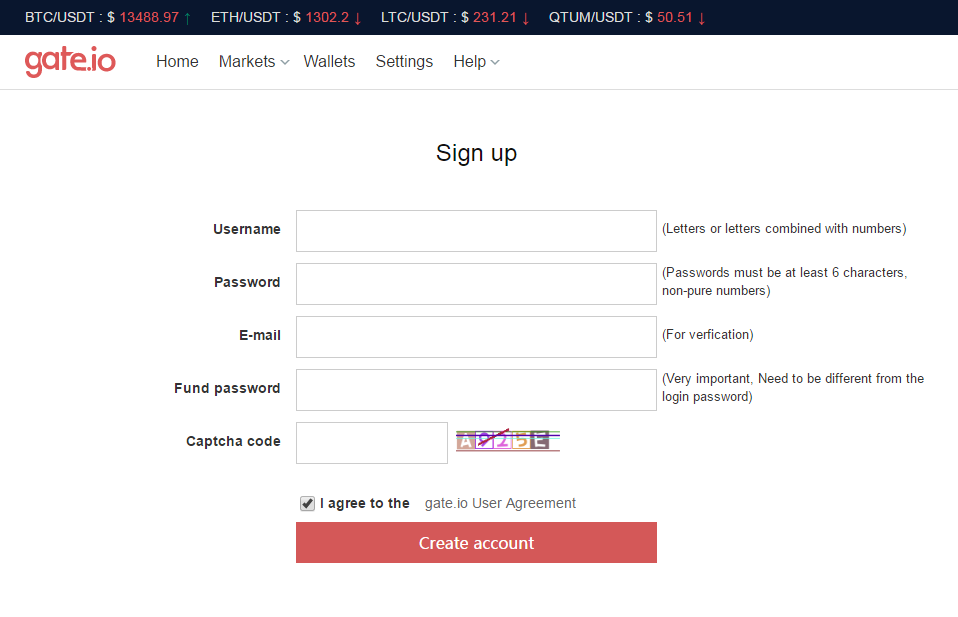 BTC/USDT : $ 13488.97 ↑ ETH/USDT : $ 1302.2 ↓ LTC/USDT : $ 231.21 ↓ QTUM/USDT : $ 50.51 ↓
gate.io Home Markets Wallets Settings Help
Sign up
Username (Letters or letters combined with numbers)
Password (Passwords must be at least 6 characters,
non-pure numbers)
E-mail (For verfication)
Fund password (Very important, Need to be different from the
login password)
Captcha code A925E
I agree to the gate.io User Agreement
Create account